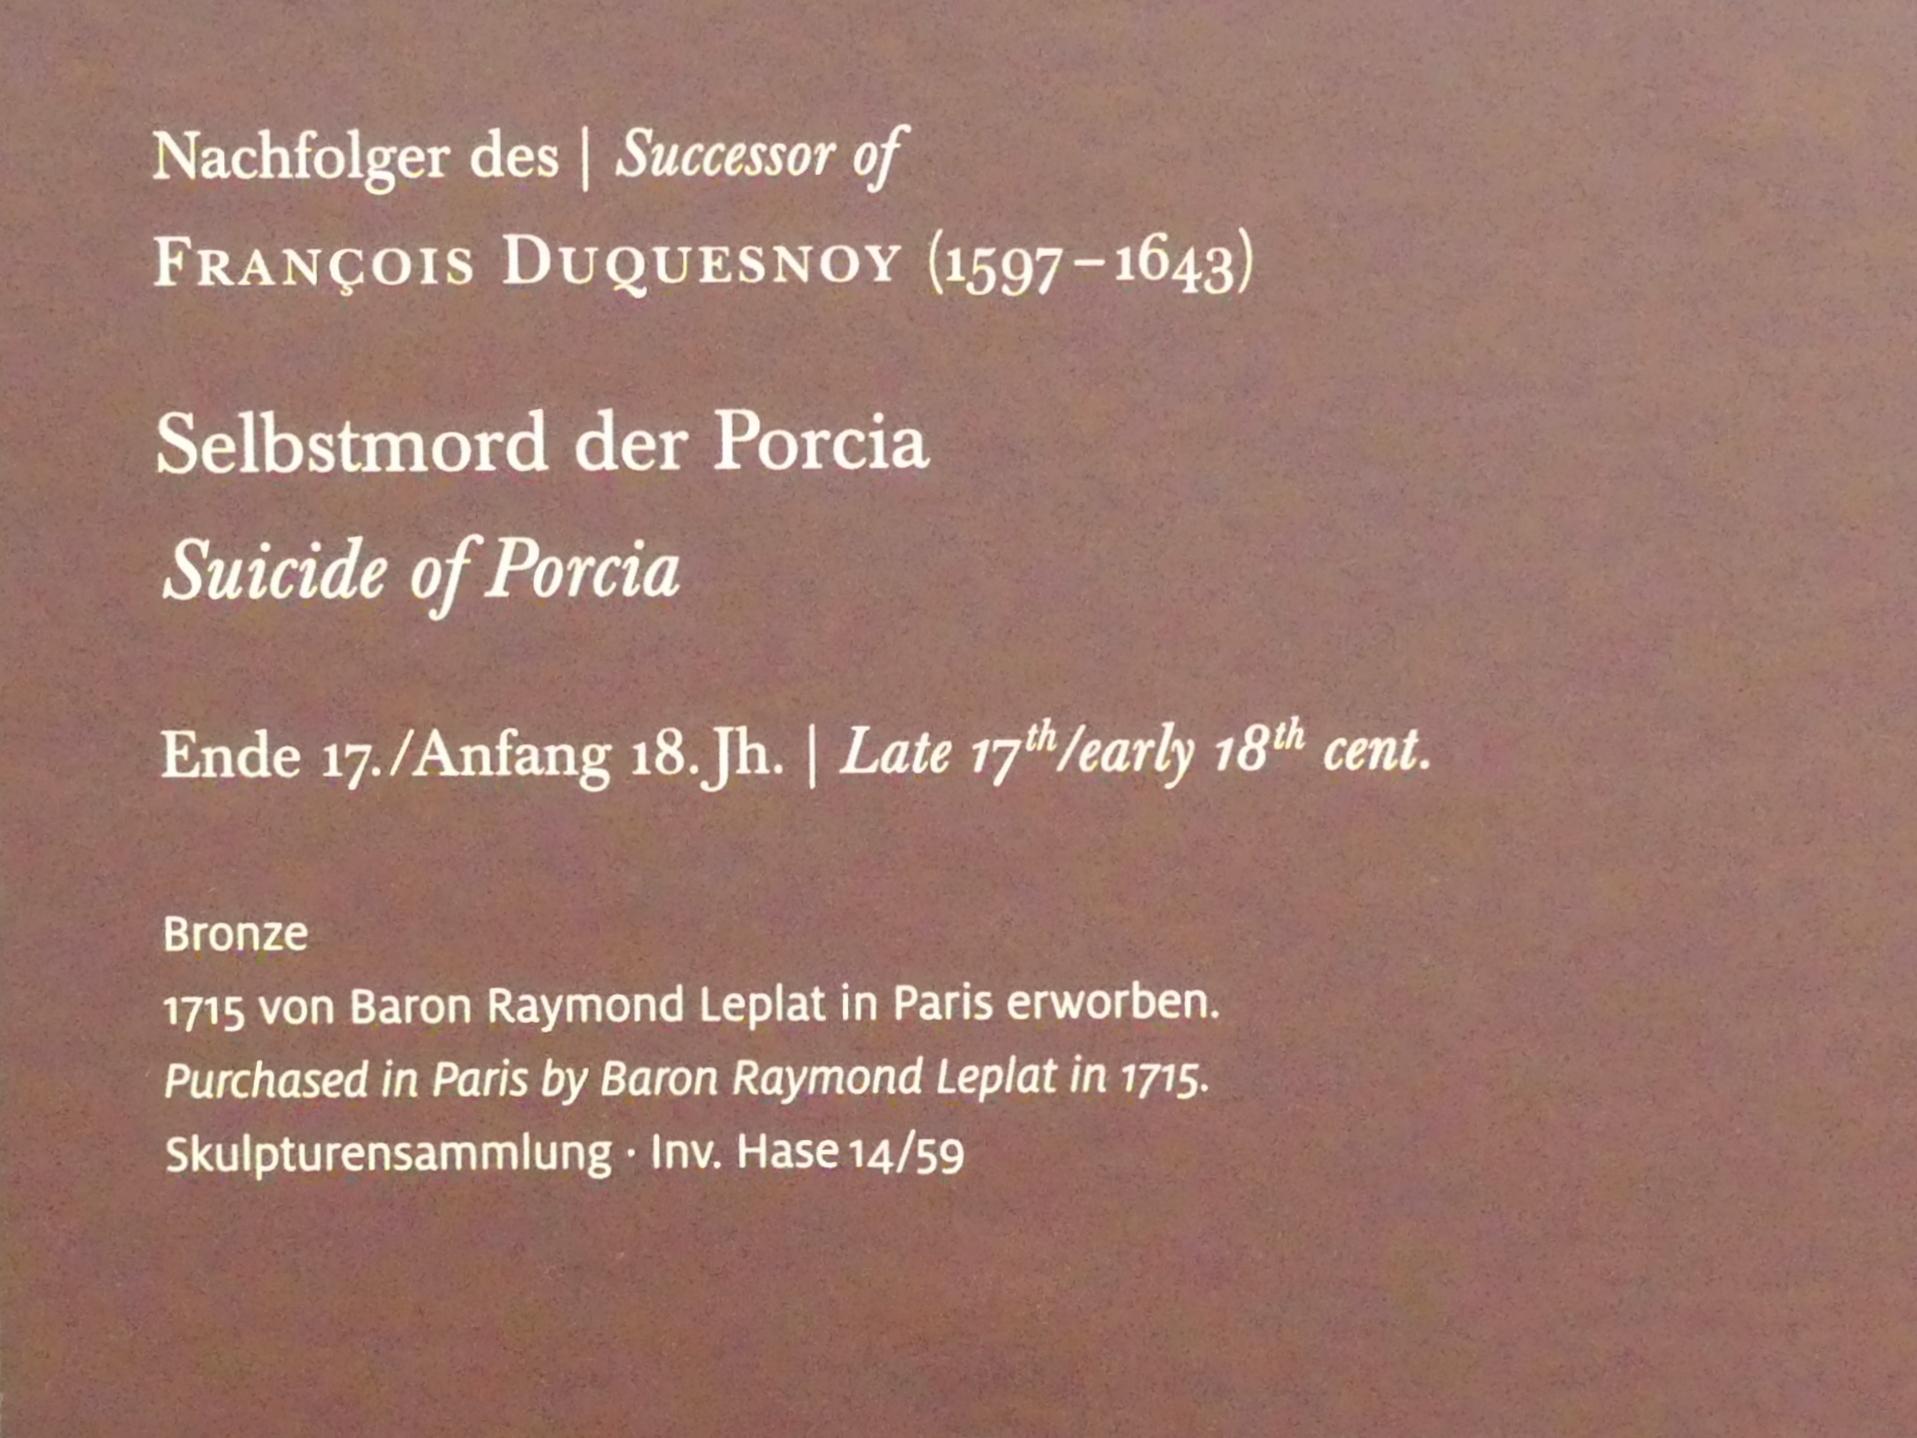 Nachfolger des | Successor of
FRANÇOIS DUQUESNOY (1597–1643)
Selbstmord der Porcia
Suicide of Porcia
Ende 17./Anfang 18. Jh. | Late 17th/early 18th cent.
Bronze
1715 von Baron Raymond Leplat in Paris erworben.
Purchased in Paris by Baron Raymond Leplat in 1715.
Skulpturensammlung · Inv. Hase 14/59